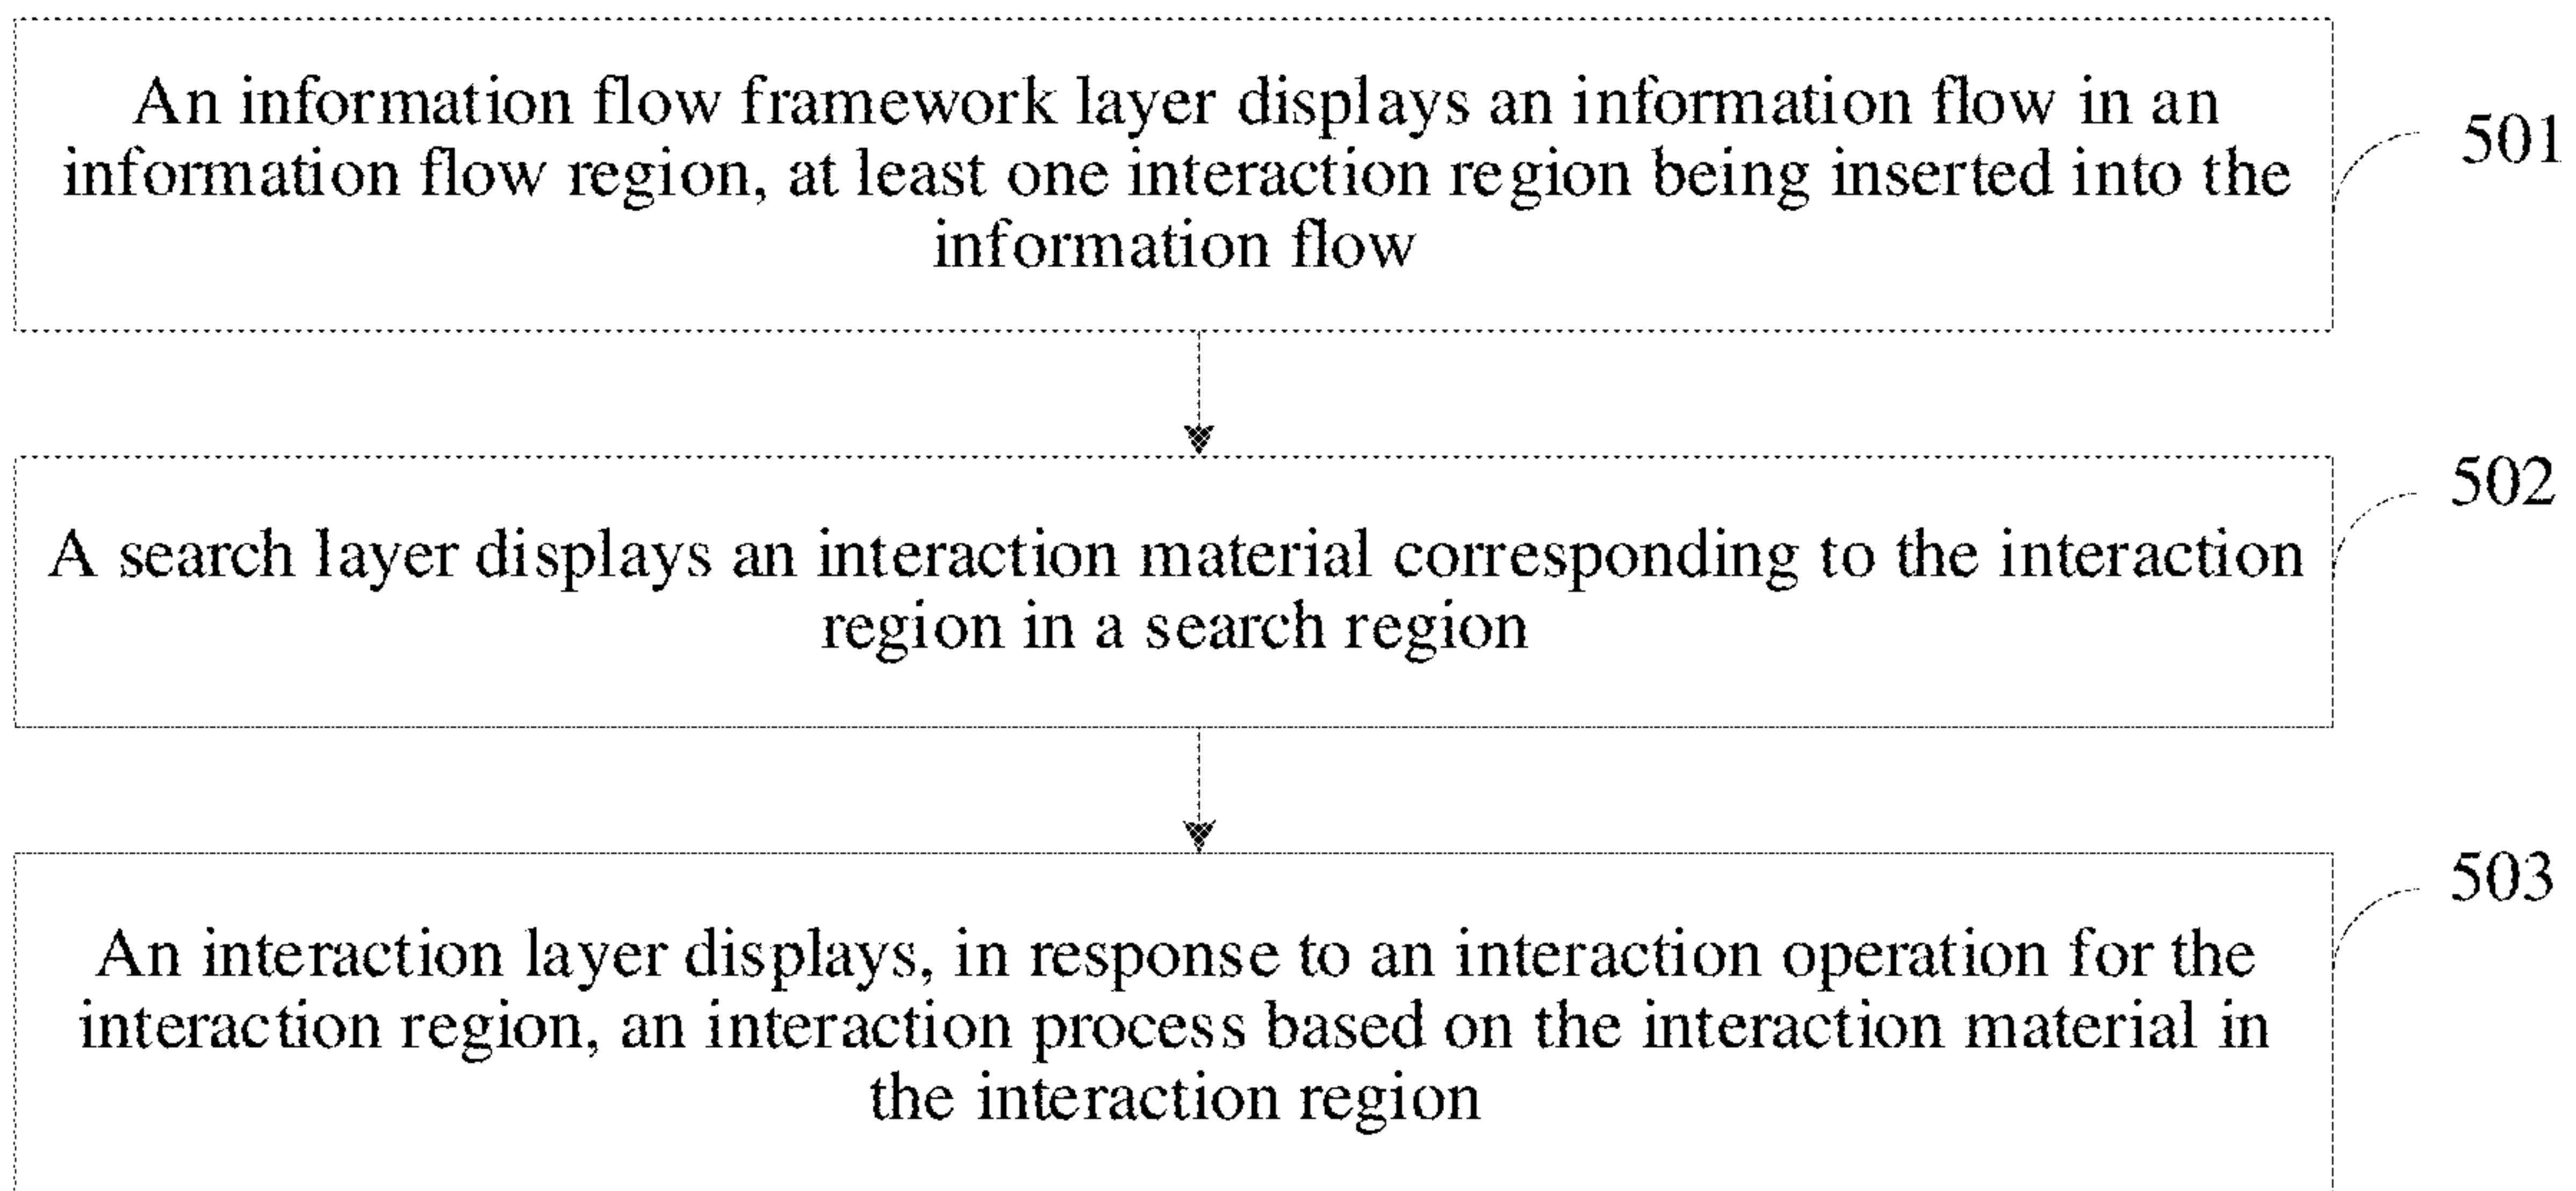 An information flow framework layer displays an information flow in an
information flow region, at least one interaction region being inserted into the
information flow
501
A search layer displays an interaction material corresponding to the interaction
region in a search region
502
An interaction layer displays, in response to an interaction operation for the
interaction region, an interaction process based on the interaction material in
the interaction region
503